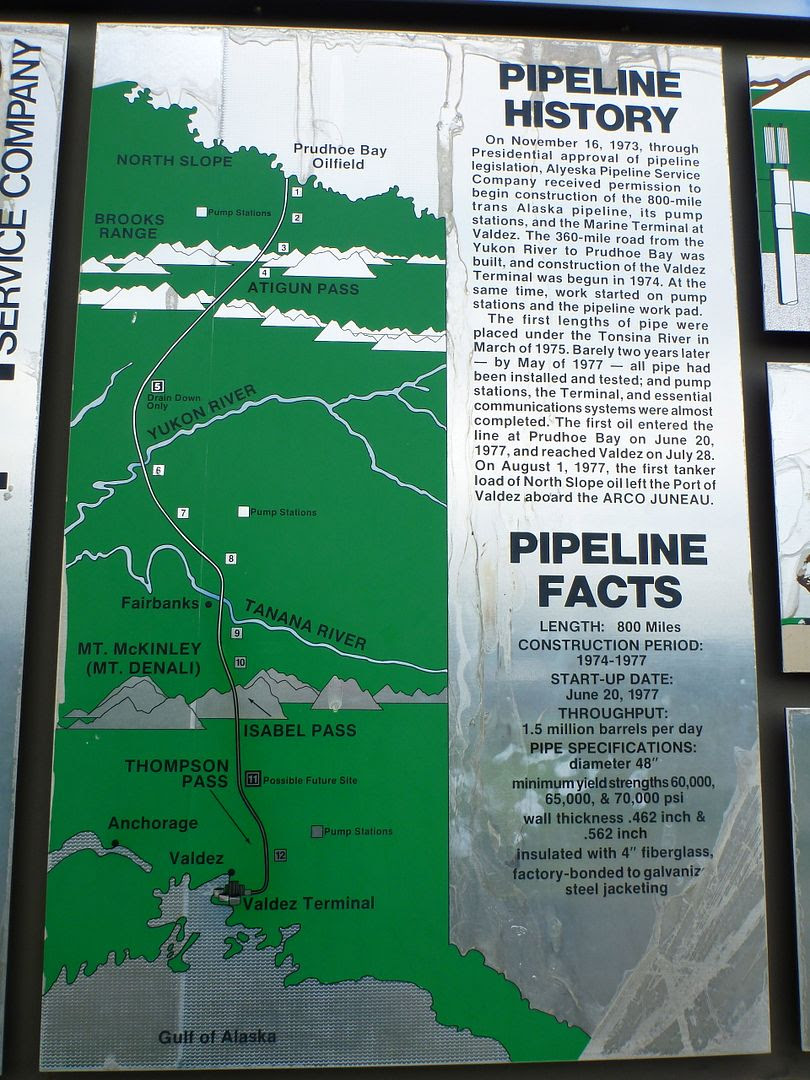 SERVICE COMPANY
NORTH SLOPE
Prudhoe Bay
Oilfield
1
Pump Stations
2
BROOKS
RANGE
3
4
ATIGUN PASS
5
Drain Down
Only
YUKON RIVER
6
7
Pump Stations
8
Fairbanks
TANANA RIVER
9
MT. McKINLEY
(MT. DENALI)
10
ISABEL PASS
THOMPSON
PASS
11
Possible Future Site
Anchorage
Pump Stations
Valdez
12
Valdez Terminal
Gulf of Alaska
PIPELINE
HISTORY
On November 16, 1973, through
Presidential approval of pipeline
legislation, Alyeska Pipeline Service
Company received permission to
begin construction of the 800-mile
trans Alaska pipeline, its pump
stations, and the Marine Terminal at
Valdez. The 360-mile road from the
Yukon River to Prudhoe Bay was
built, and construction of the Valdez
Terminal was begun in 1974. At the
same time, work started on pump
stations and the pipeline work pad.
The first lengths of pipe were
placed under the Tonsina River in
March of 1975. Barely two years later
— by May of 1977 — all pipe had
been installed and tested; and pump
stations, the Terminal, and essential
communications systems were almost
completed. The first oil entered the
line at Prudhoe Bay on June 20,
1977, and reached Valdez on July 28.
On August 1, 1977, the first tanker
load of North Slope oil left the Port of
Valdez aboard the ARCO JUNEAU.
PIPELINE
FACTS
LENGTH: 800 Miles
CONSTRUCTION PERIOD:
1974-1977
START-UP DATE:
June 20, 1977
THROUGHPUT:
1.5 million barrels per day
PIPE SPECIFICATIONS:
diameter 48″
minimum yield strengths 60,000,
65,000, & 70,000 psi
wall thickness .462 inch &
.562 inch
insulated with 4″ fiberglass,
factory-bonded to galvaniz
steel jacketing